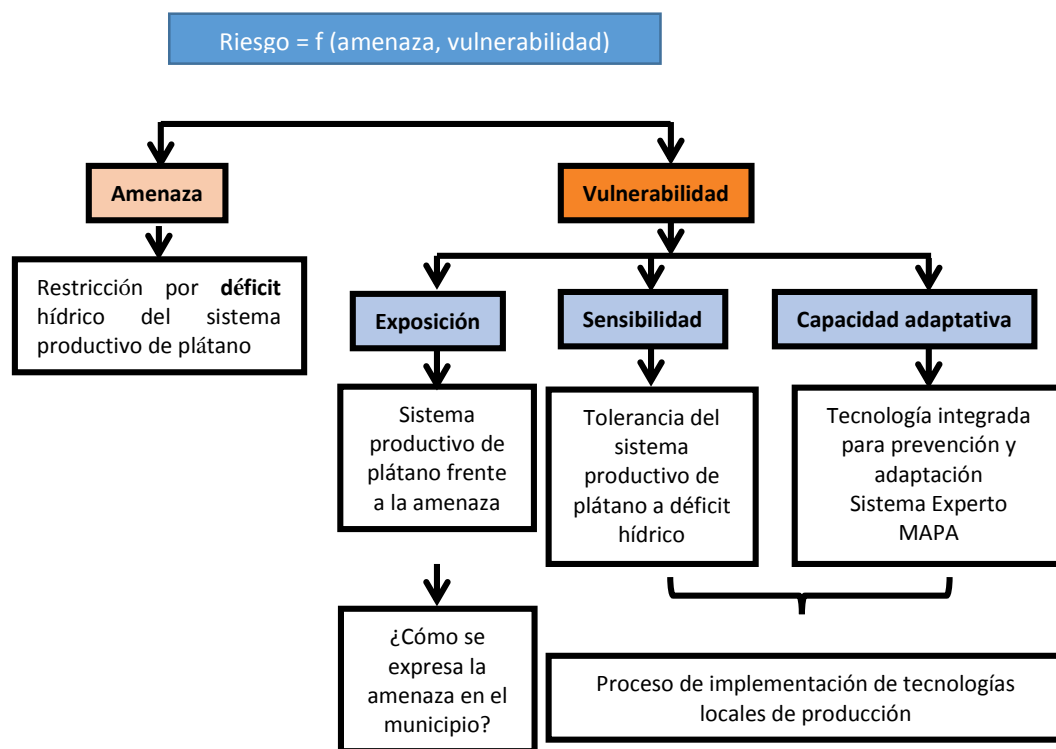 Riesgo = f (amenaza, vulnerabilidad)
Amenaza
Vulnerabilidad
Restricción por déficit
hídrico del sistema
productivo de plátano
Exposición
Sensibilidad
Capacidad adaptativa
Sistema
productivo de
plátano frente
a la amenaza
Tolerancia del
sistema
productivo de
plátano a déficit
hídrico
Tecnología integrada
para prevención y
adaptación
Sistema Experto
MAPA
¿Cómo se
expresa la
amenaza en el
municipio?
Proceso de implementación de tecnologías
locales de producción